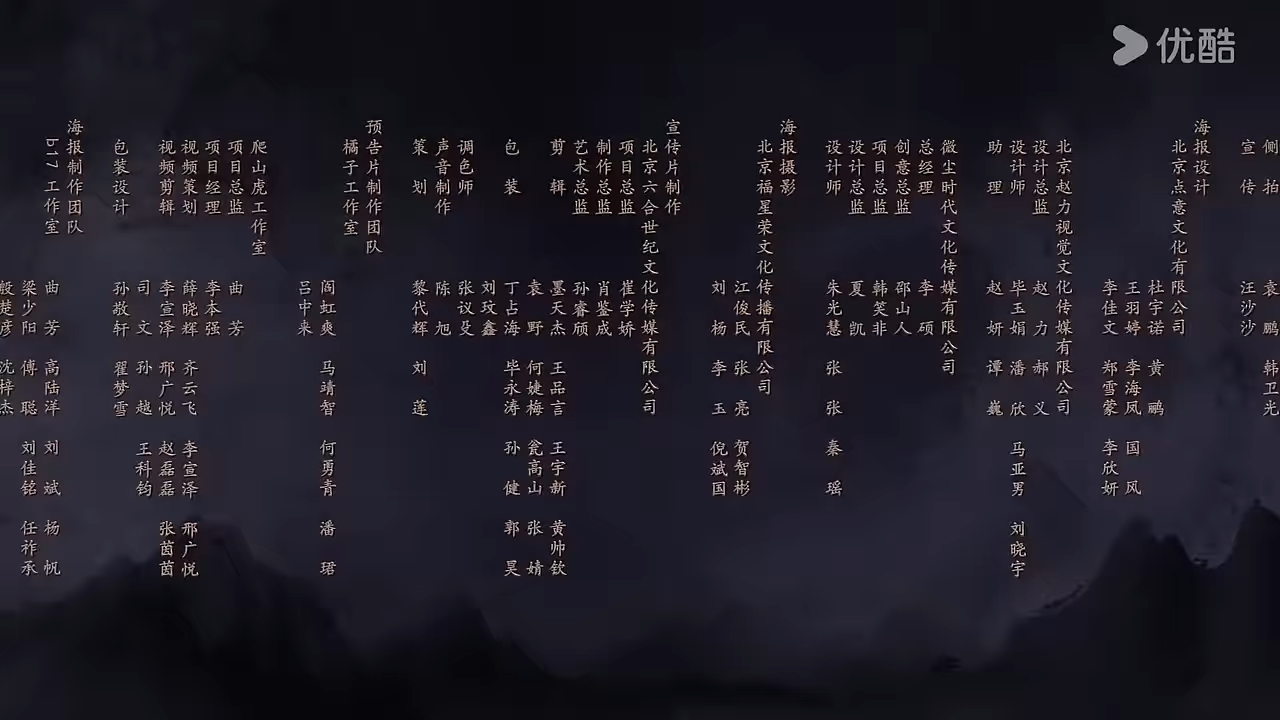 优酷
侧拍 袁鹏 韩卫光
宣传 汪沙沙
海报设计
北京点意文化有限公司
杜宇诺 黄鹂
王羽婷 李海凤 国风
李佳文 郑雪蒙 李欣妍
北京赵力视觉文化传媒有限公司
设计总监 赵力 郝义
设计师 毕玉娟 潘欣 马亚男 刘晓宇
助理 赵妍 谭巍
微尘时代文化传媒有限公司
总经理 李硕
创意总监 邵山人
项目总监 韩笑非
设计总监 夏凯
设计师 朱光慧 张张 秦瑶
海报摄影
北京福星荣文化传播有限公司
江俊民 张亮 贺智彬
刘杨 李玉 倪斌国
宣传片制作
北京六合世纪文化传媒有限公司
项目总监 崔学娇
制作总监 肖鉴成
艺术总监 孙睿颀
剪辑 墨天杰 王品言 王宇新 黄帅钦
袁野 何婕梅 瓮高山 张婧
包装 丁占海 毕永涛 孙健 郭昊
刘玟鑫
调色师 张议旻
声音制作 陈旭
策划 黎代辉 刘莲
预告片制作团队
橘子工作室
阎虹爽 马靖智 何勇青 潘珺
吕中来
爬山虎工作室
项目总监 曲芳
项目经理 李本强
视频策划 薛晓辉 齐云飞 李宣泽 邢广悦
视频剪辑 李宣泽 邢广悦 赵磊磊 张茵茵
司文 孙越 王科钧
包装设计 孙敬轩 翟梦雪
海报制作团队
b17工作室
曲芳 高陆洋 刘斌 杨帆
梁少阳 傅聪 刘佳铭 任祚承
殷楚彦 沈梓杰